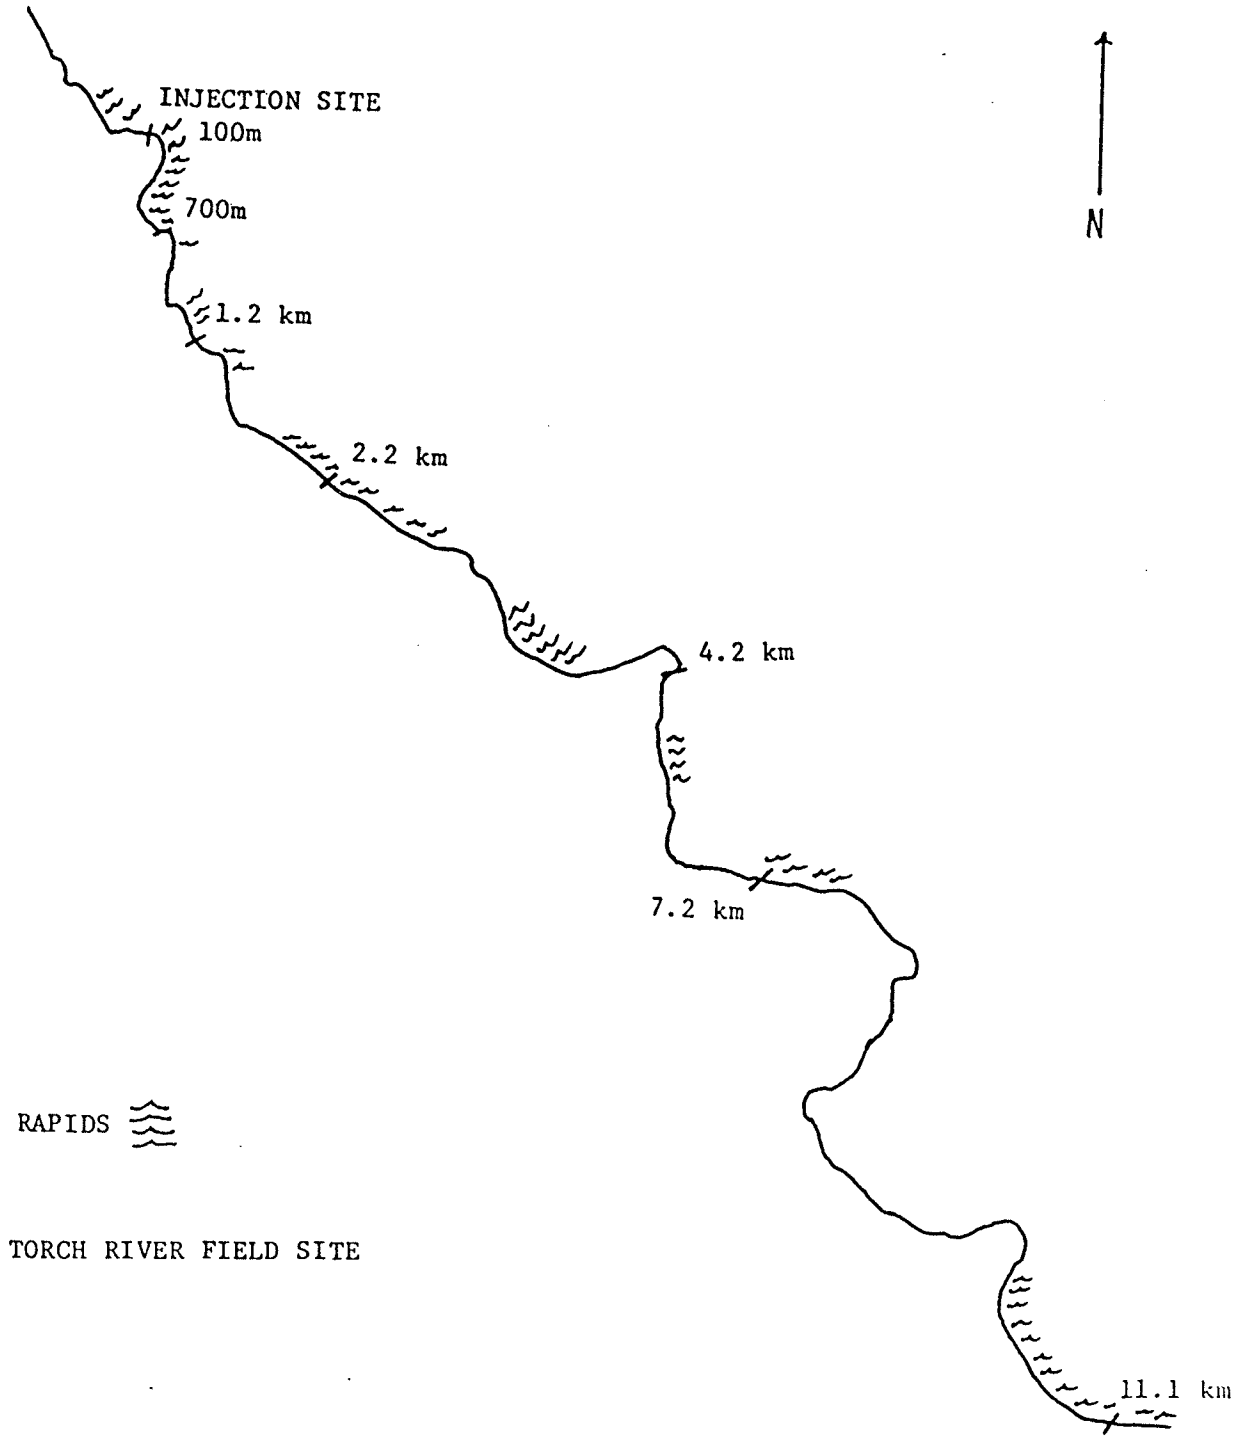 INJECTION SITE
100m
N
700m
1.2 km
2.2 km
4.2 km
7.2 km
RAPIDS
TORCH RIVER FIELD SITE
11.1 km